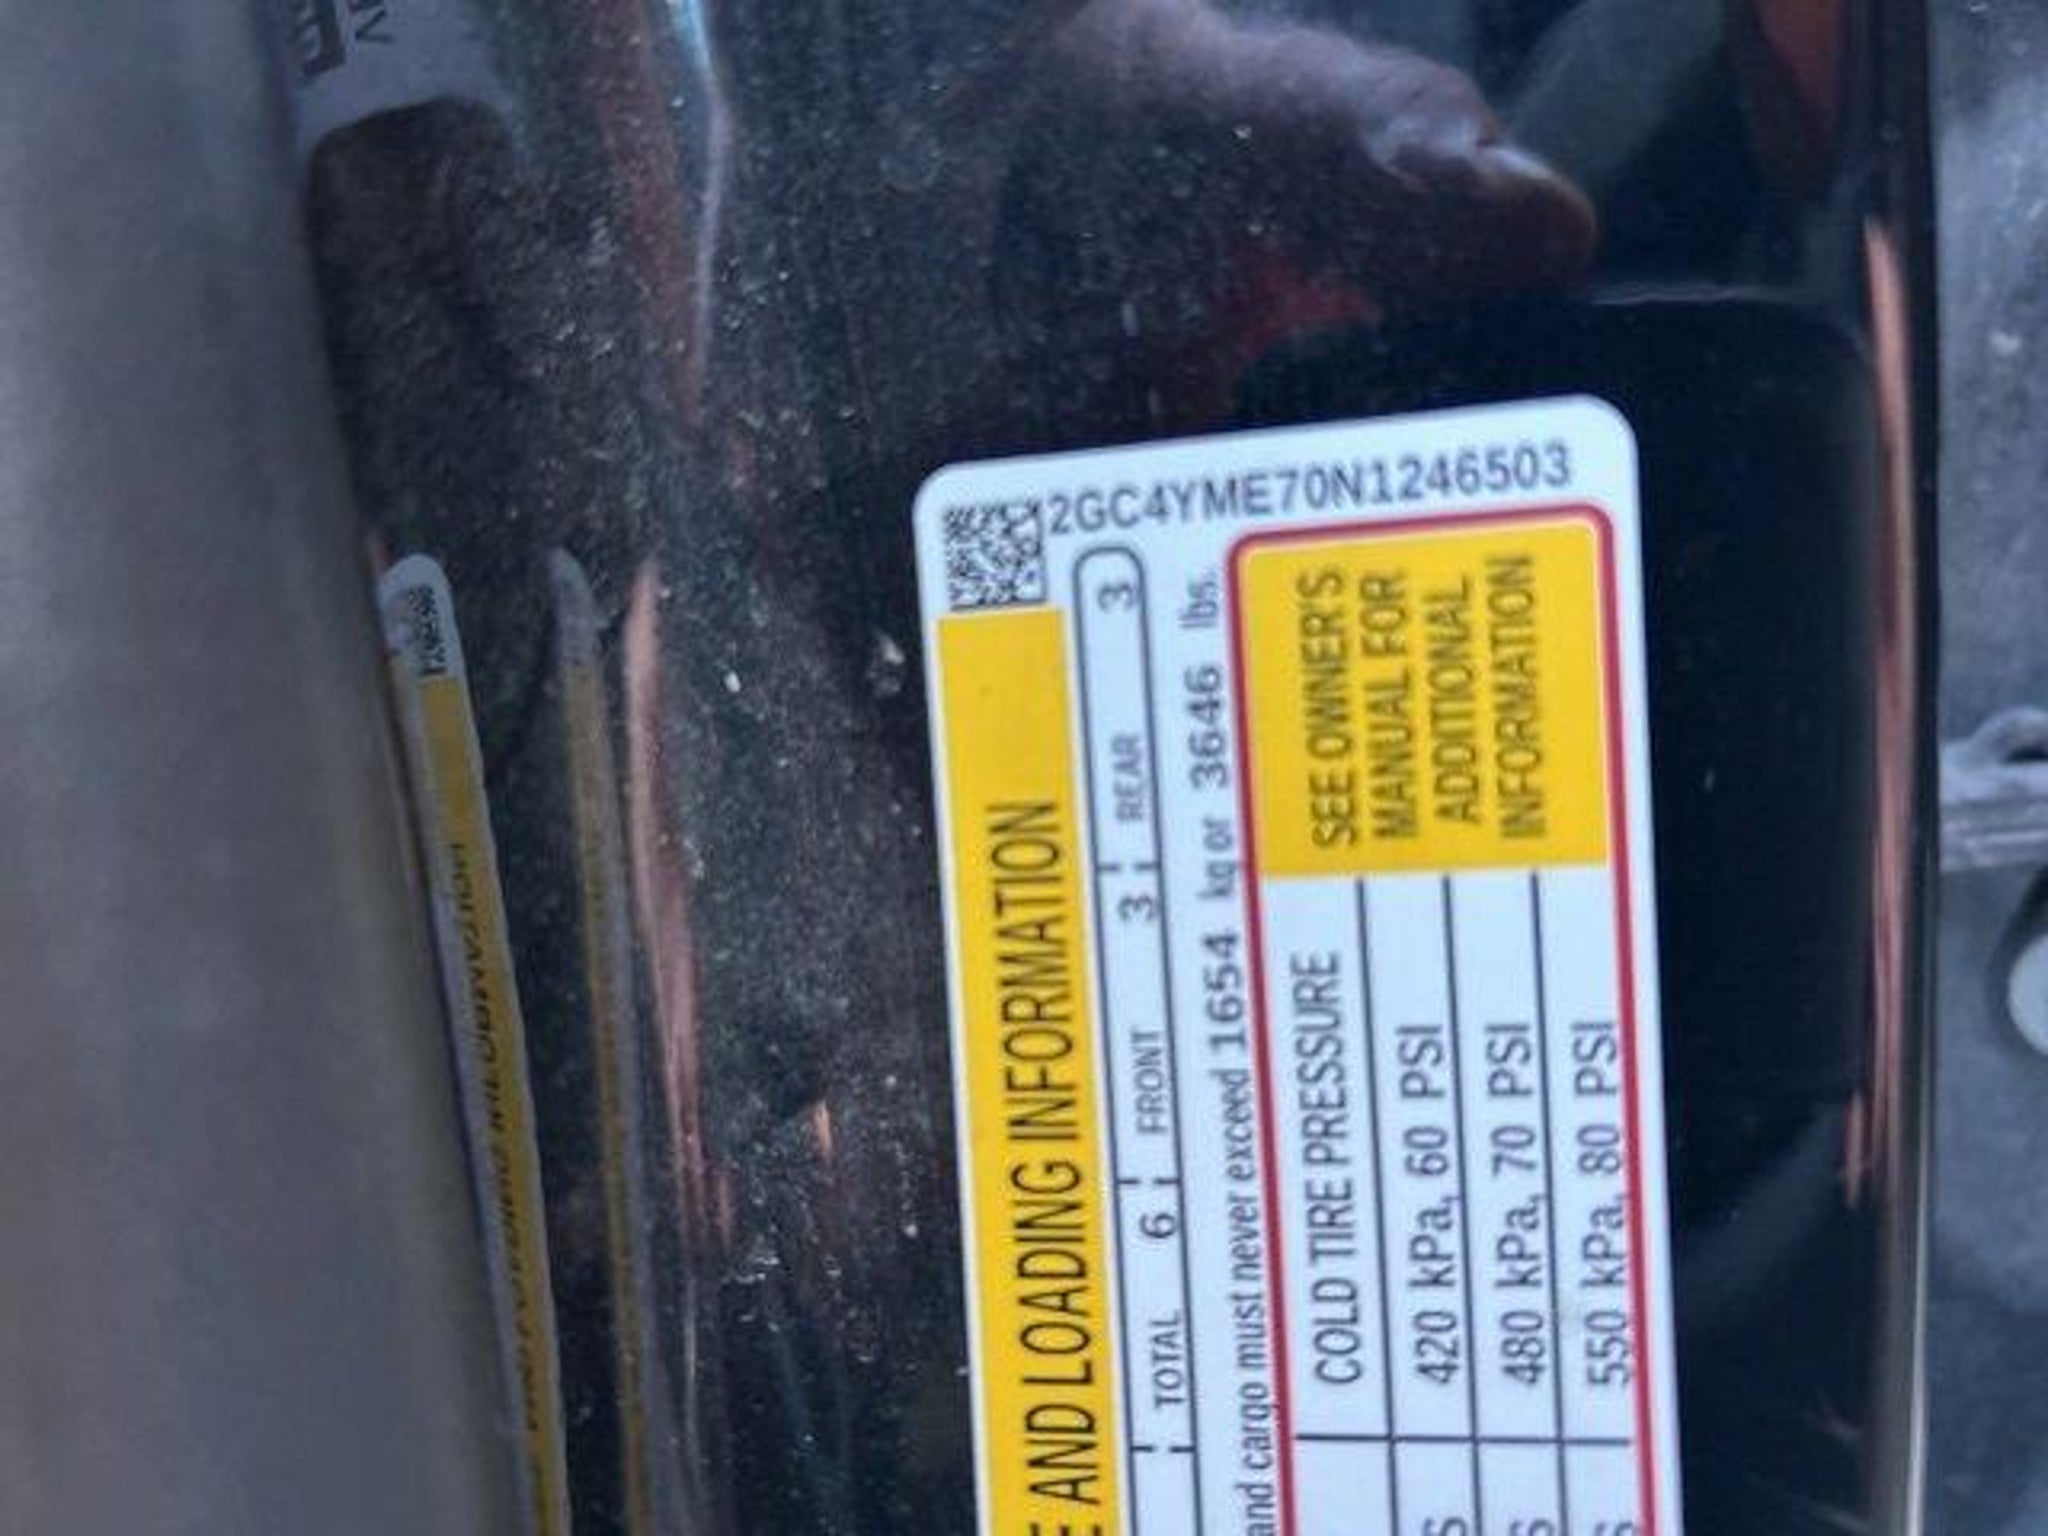 2GC4YME70N1246503
E AND LOADING INFORMATION
TOTAL 6 FRONT 3 REAR 3
and cargo must never exceed 1654 kg or 3646 lbs.
COLD TIRE PRESSURE
420 kPa, 60 PSI
480 kPa, 70 PSI
550 kPa, 80 PSI
SEE OWNER'S
MANUAL FOR
ADDITIONAL
INFORMATION